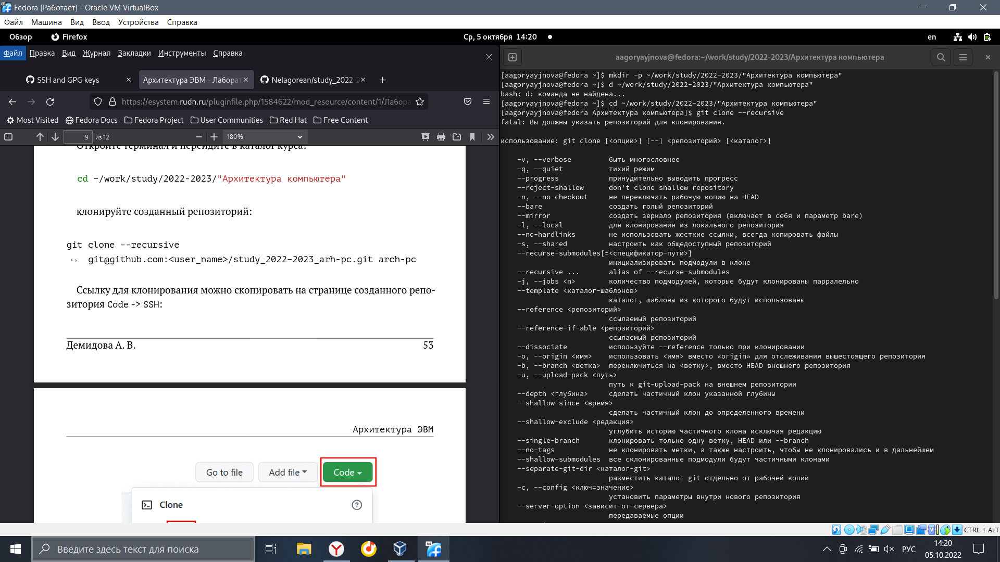 Fedora [Работает] - Oracle VM VirtualBox
Файл Машина Вид Ввод Устройства Справка
Обзор Firefox Ср, 5 октября 14:20 en
Файл Правка Вид Журнал Закладки Инструменты Справка
SSH and GPG keys Архитектура ЭВМ - Лаборат Nelagorean/study_2022-2
https://esystem.rudn.ru/pluginfile.php/1584622/mod_resource/content/1/Лабора
Most Visited Fedora Docs Fedora Project User Communities Red Hat Free Content
9 из 12 180%
Откройте терминал и перейдите в каталог курса:
cd ~/work/study/2022-2023/"Архитектура компьютера"
клонируйте созданный репозиторий:
git clone --recursive
↪ git@github.com:<user_name>/study_2022-2023_arh-pc.git arch-pc
Ссылку для клонирования можно скопировать на странице созданного репо-
зитория Code -> SSH:
Демидова А. В. 53
Архитектура ЭВМ
Go to file Add file Code
Clone
aagoryayjnova@fedora:~/work/study/2022-2023/Архитектура компьютера
[aagoryayjnova@fedora ~]$ mkdir -p ~/work/study/2022-2023/"Архитектура компьютера"
[aagoryayjnova@fedora ~]$ d ~/work/study/2022-2023/"Архитектура компьютера"
bash: d: команда не найдена...
[aagoryayjnova@fedora ~]$ cd ~/work/study/2022-2023/"Архитектура компьютера"
[aagoryayjnova@fedora Архитектура компьютера]$ git clone --recursive
fatal: Вы должны указать репозиторий для клонирования.
использование: git clone [<опции>] [--] <репозиторий> [<каталог>]
-v, --verbose быть многословнее
-q, --quiet тихий режим
--progress принудительно выводить прогресс
--reject-shallow don't clone shallow repository
-n, --no-checkout не переключать рабочую копию на HEAD
--bare создать голый репозиторий
--mirror создать зеркало репозитория (включает в себя и параметр bare)
-l, --local для клонирования из локального репозитория
--no-hardlinks не использовать жесткие ссылки, всегда копировать файлы
-s, --shared настроить как общедоступный репозиторий
--recurse-submodules[=<спецификатор-пути>]
инициализировать подмодули в клоне
--recursive ... alias of --recurse-submodules
-j, --jobs <n> количество подмодулей, которые будут клонированы парралельно
--template <каталог-шаблонов>
каталог, шаблоны из которого будут использованы
--reference <репозиторий>
ссылаемый репозиторий
--reference-if-able <репозиторий>
ссылаемый репозиторий
--dissociate используйте --reference только при клонировании
-o, --origin <имя> использовать <имя> вместо «origin» для отслеживания вышестоящего репозитория
-b, --branch <ветка> переключиться на <ветку>, вместо HEAD внешнего репозитория
-u, --upload-pack <путь>
путь к git-upload-pack на внешнем репозитории
--depth <глубина> сделать частичный клон указанной глубины
--shallow-since <время>
сделать частичный клон до определенного времени
--shallow-exclude <редакция>
углубить историю частичного клона исключая редакцию
--single-branch клонировать только одну ветку, HEAD или --branch
--no-tags не клонировать метки, а также настроить, чтобы не клонировались и в дальнейшем
--shallow-submodules все склонированные подмодули будут частичными клонами
--separate-git-dir <каталог-git>
разместить каталог git отдельно от рабочей копии
-c, --config <ключ=значение>
установить параметры внутри нового репозитория
--server-option <зависит-от-сервера>
передаваемые опции
CTRL + ALT
Введите здесь текст для поиска
64
РУС
14:20
05.10.2022